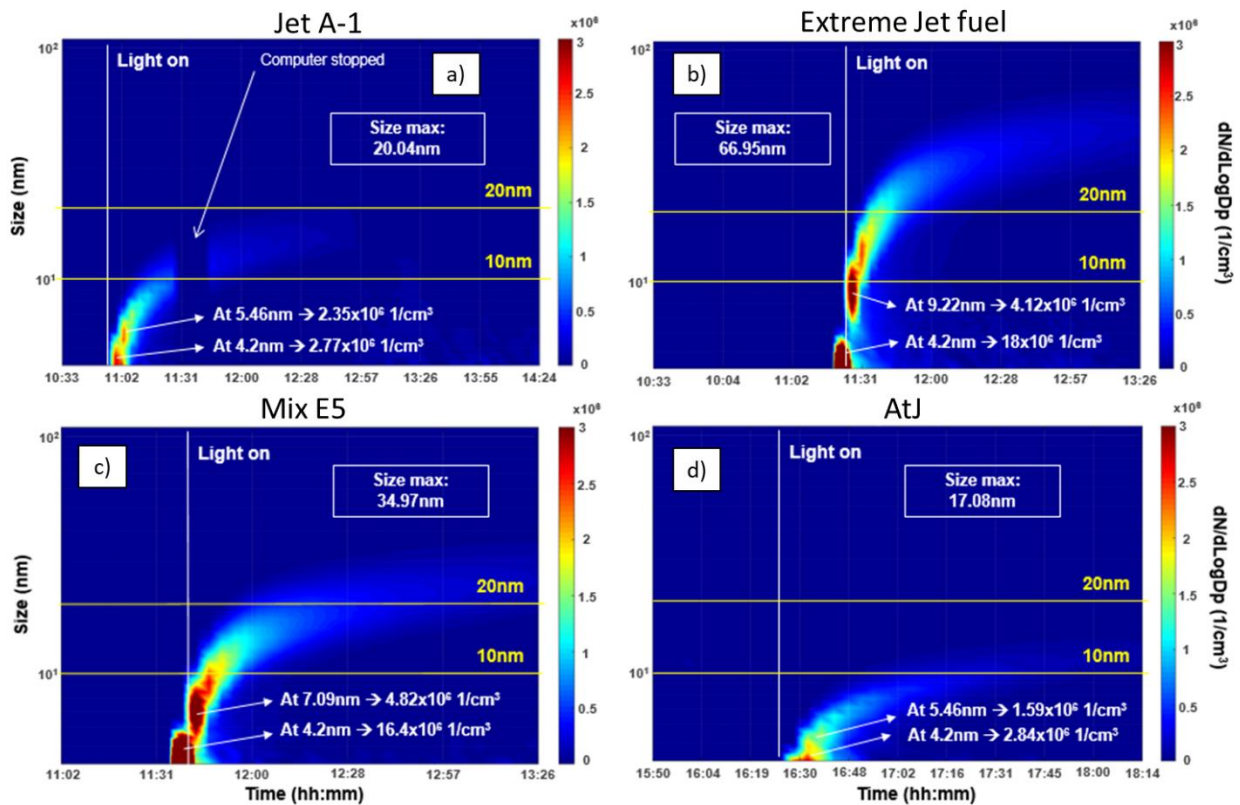 Jet A-1
Extreme Jet fuel
x10⁶
10²
Light on
Computer stopped
a)
Size max:
20.04nm
20nm
10nm
10¹
At 5.46nm → 2.35x10⁶ 1/cm³
At 4.2nm → 2.77x10⁶ 1/cm³
Size (nm)
3
2.5
2
1.5
1
0.5
0
10:33 11:02 11:31 12:00 12:28 12:57 13:26 13:55 14:24
x10⁶
10²
b)
Light on
Size max:
66.95nm
20nm
10nm
10¹
At 9.22nm → 4.12x10⁶ 1/cm³
At 4.2nm → 18x10⁶ 1/cm³
3
2.5
2
1.5
1
0.5
0
dN/dLogDp (1/cm³)
10:33 10:04 11:02 11:31 12:00 12:28 12:57 13:26
Mix E5
AtJ
x10⁶
10²
c)
Light on
Size max:
34.97nm
20nm
10nm
10¹
At 7.09nm → 4.82x10⁶ 1/cm³
At 4.2nm → 16.4x10⁶ 1/cm³
Size (nm)
3
2.5
2
1.5
1
0.5
0
11:02 11:31 12:00 12:28 12:57 13:26
Time (hh:mm)
x10⁶
10²
d)
Light on
Size max:
17.08nm
20nm
10nm
10¹
At 5.46nm → 1.59x10⁶ 1/cm³
At 4.2nm → 2.84x10⁶ 1/cm³
3
2.5
2
1.5
1
0.5
0
dN/dLogDp (1/cm³)
15:50 16:04 16:19 16:30 16:48 17:02 17:16 17:31 17:45 18:00 18:14
Time (hh:mm)